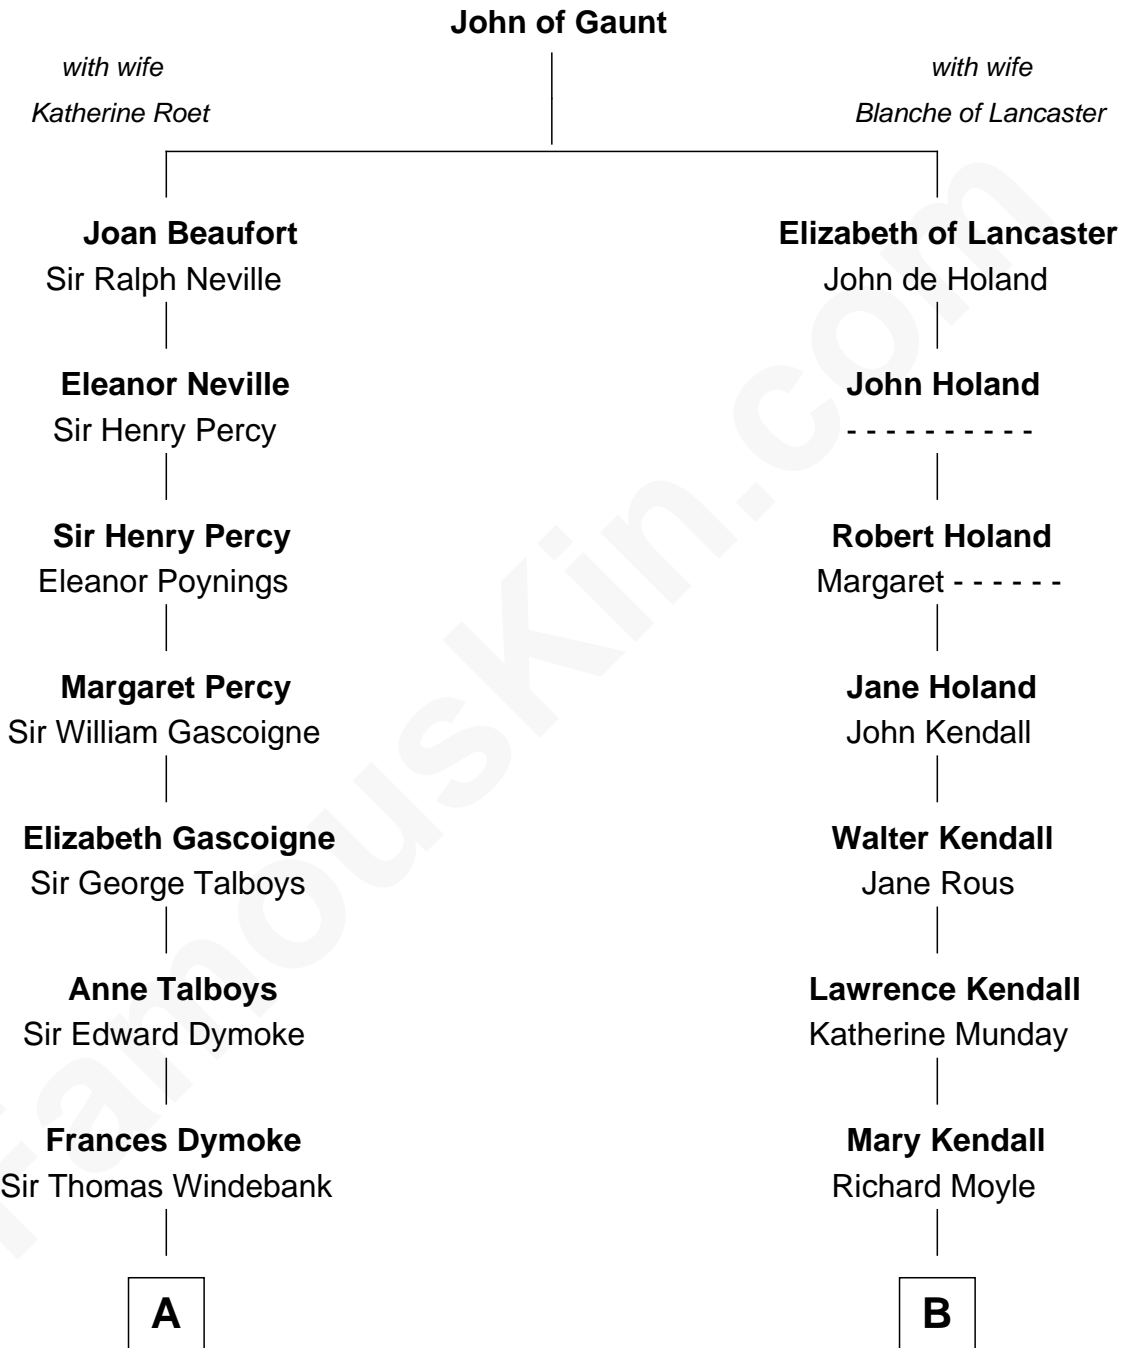 John of Gaunt
with wife
Katherine Roet
with wife
Blanche of Lancaster
Joan Beaufort
Sir Ralph Neville
Elizabeth of Lancaster
John de Holand
Eleanor Neville
Sir Henry Percy
John Holand
- - - - - - - - - -
Sir Henry Percy
Eleanor Poynings
Robert Holand
Margaret - - - - - -
Margaret Percy
Sir William Gascoigne
Jane Holand
John Kendall
Elizabeth Gascoigne
Sir George Talboys
Walter Kendall
Jane Rous
Anne Talboys
Sir Edward Dymoke
Lawrence Kendall
Katherine Munday
Frances Dymoke
Sir Thomas Windebank
Mary Kendall
Richard Moyle
A
B
FamousKin.com